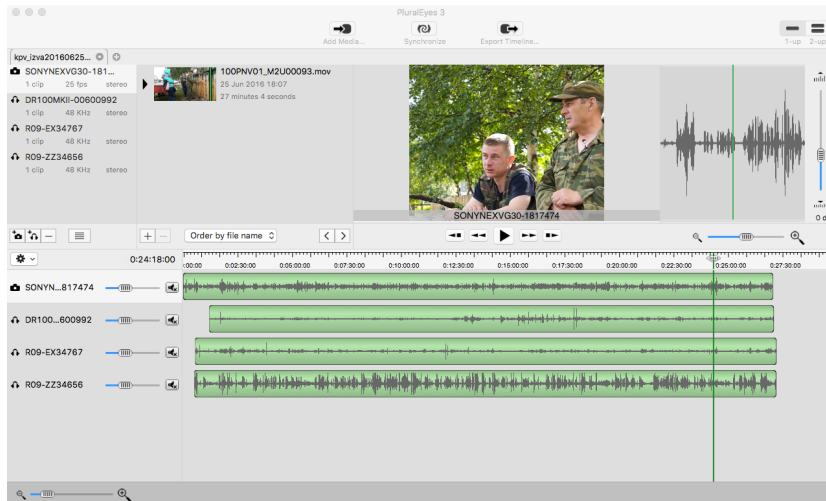 PluralEyes 3
Add Media...
Synchronize
Export Timeline...
1-up
2-up
kpv_izva20160625...
SONYNEXVG30-181...
1 clip 25 fps stereo
DR100MKII-00600992
1 clip 48 KHz stereo
R09-EX34767
1 clip 48 KHz stereo
R09-ZZ34656
1 clip 48 KHz stereo
100PNV01_M2U00093.mov
25 Jun 2016 18:07
27 minutes 4 seconds
SONYNEXVG30-1817474
0 d
Order by file name
0:24:18:00
:00:00 0:02:30:00 0:05:00:00 0:07:30:00 0:10:00:00 0:12:30:00 0:15:00:00 0:17:30:00 0:20:00:00 0:22:30:00 0:25:00:00 0:27:30:00
SONYN...817474
DR100...600992
R09-EX34767
R09-ZZ34656